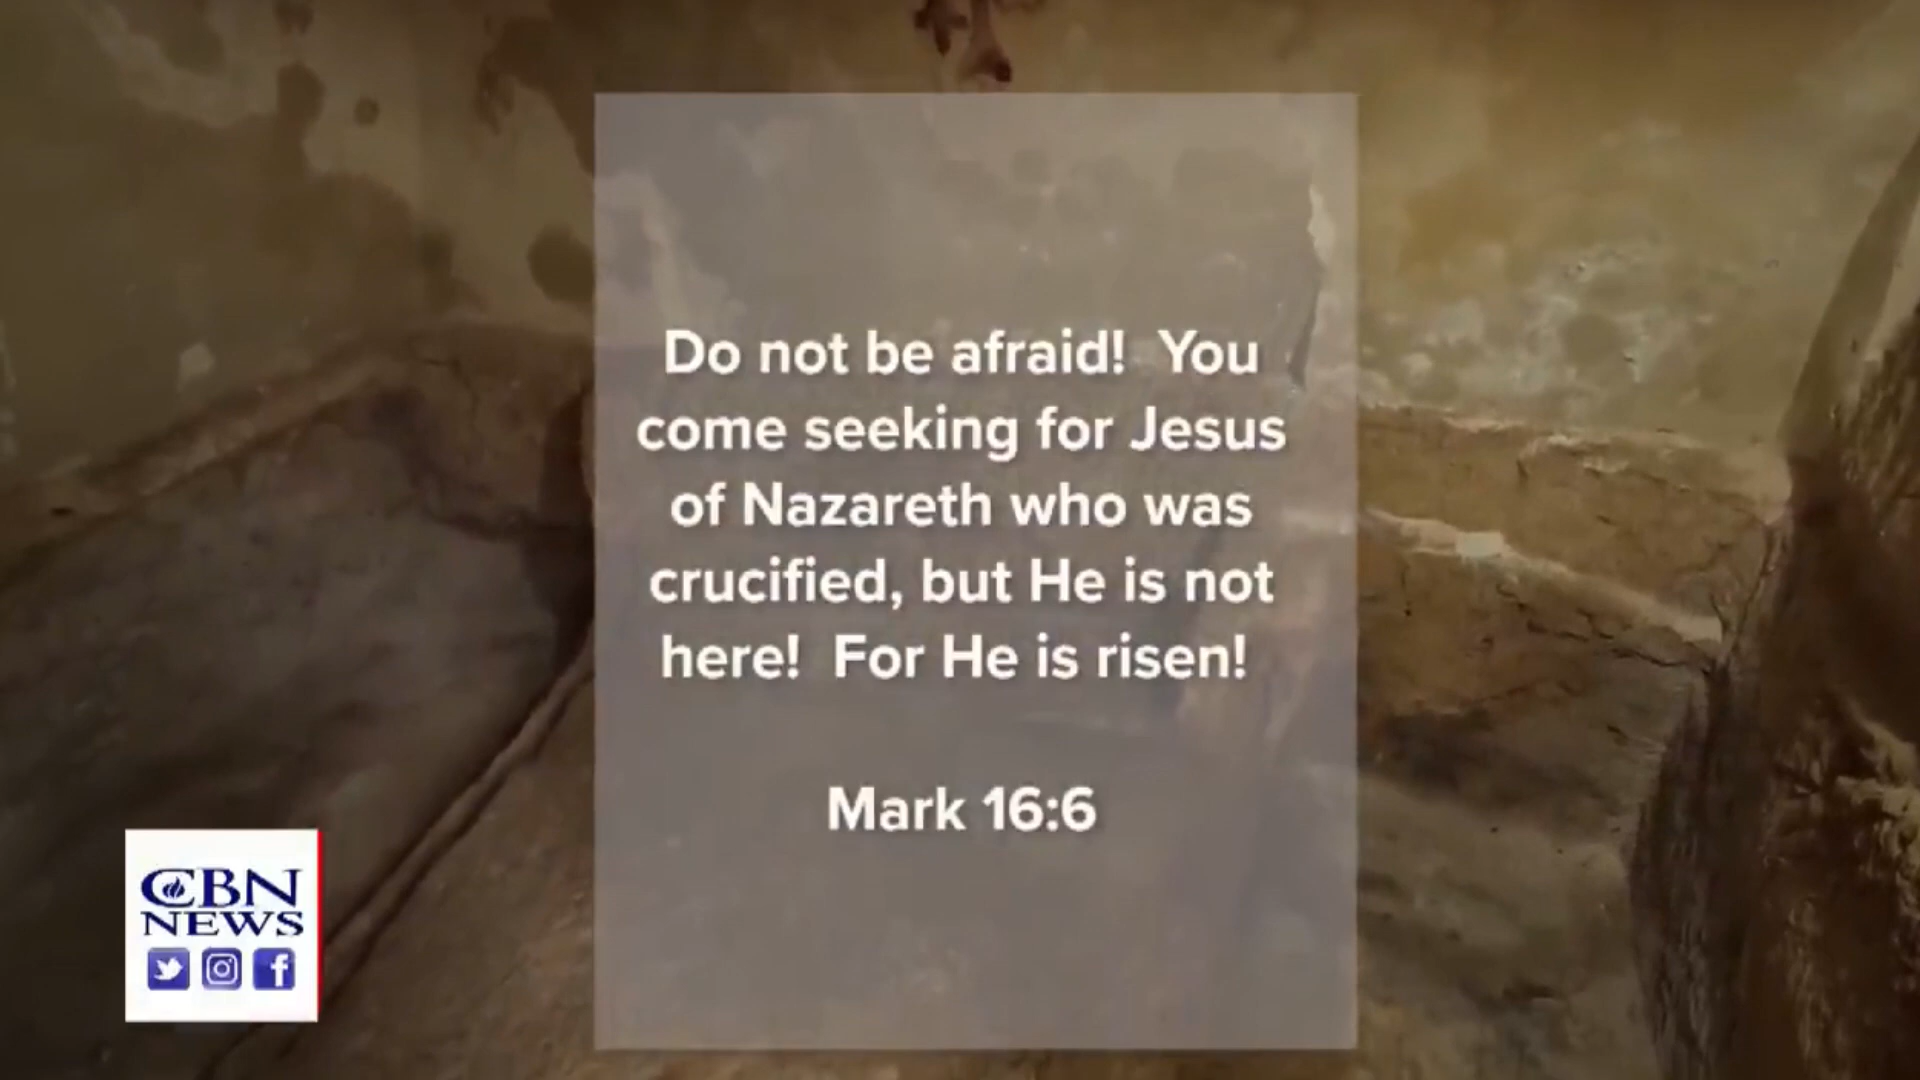 Do not be afraid!  You
come seeking for Jesus
of Nazareth who was
crucified, but He is not
here!  For He is risen!
Mark 16:6
CBN
NEWS